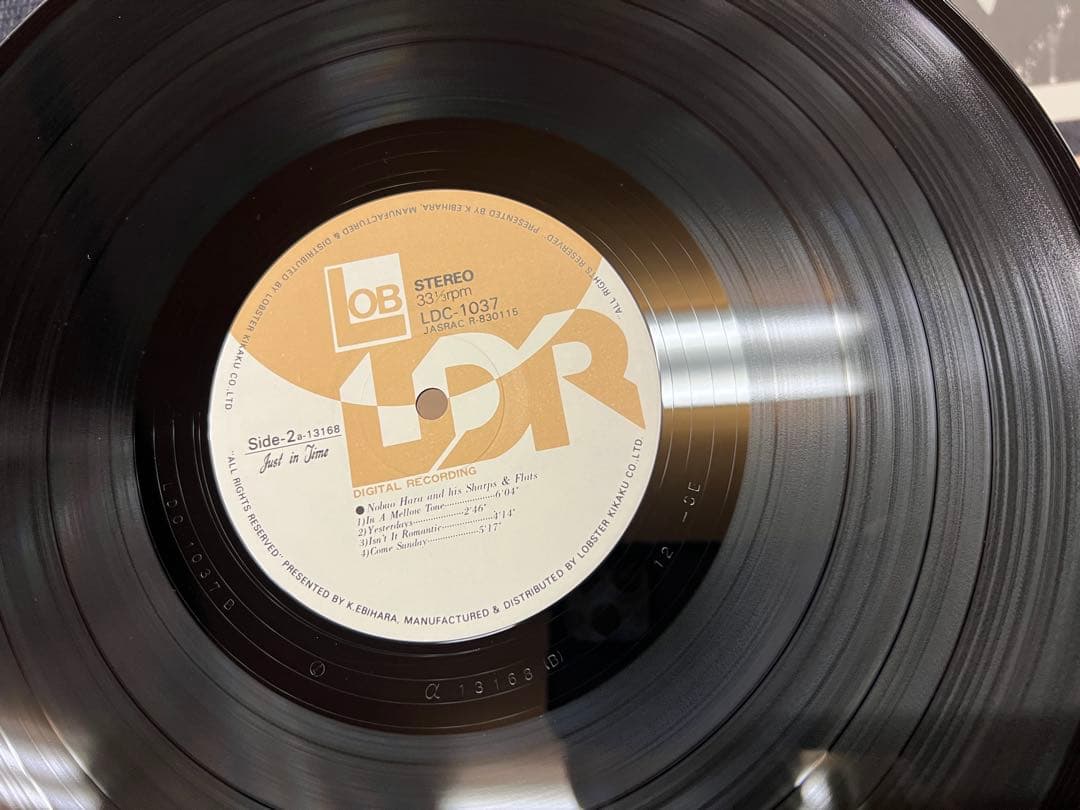 LOB
STEREO
33⅓rpm
LDC-1037
JASRAC R-830115
LDR
DIGITAL RECORDING
Side-2 a-13168
Just in Time
● Nobuo Hara and his Sharps & Flats
1)In A Mellow Tone····················6'04"
2)Yesterdays····················2'46"
3)Isn't It Romantic····················4'14"
4)Come Sunday····················5'17"
"ALL RIGHTS RESERVED" PRESENTED BY K.EBIHARA, MANUFACTURED & DISTRIBUTED BY LOBSTER KIKAKU CO.,LTD.
"ALL RIGHTS RESERVED" PRESENTED BY K.EBIHARA, MANUFACTURED & DISTRIBUTED BY LOBSTER KIKAKU CO.,LTD
LDC 1037 B
α 13168 (D)